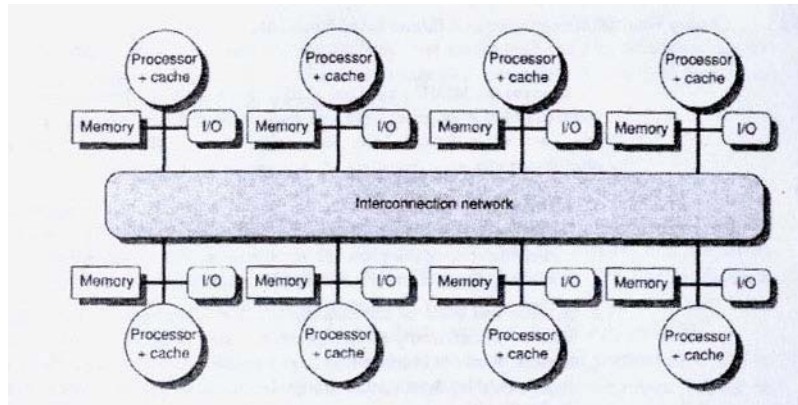 Processor
+ cache
Processor
+ cache
Processor
+ cache
Processor
+ cache
Memory
I/O
Memory
I/O
Memory
I/O
Memory
I/O
Interconnection network
Memory
I/O
Memory
I/O
Memory
I/O
Memory
I/O
Processor
+ cache
Processor
+ cache
Processor
+ cache
Processor
+ cache